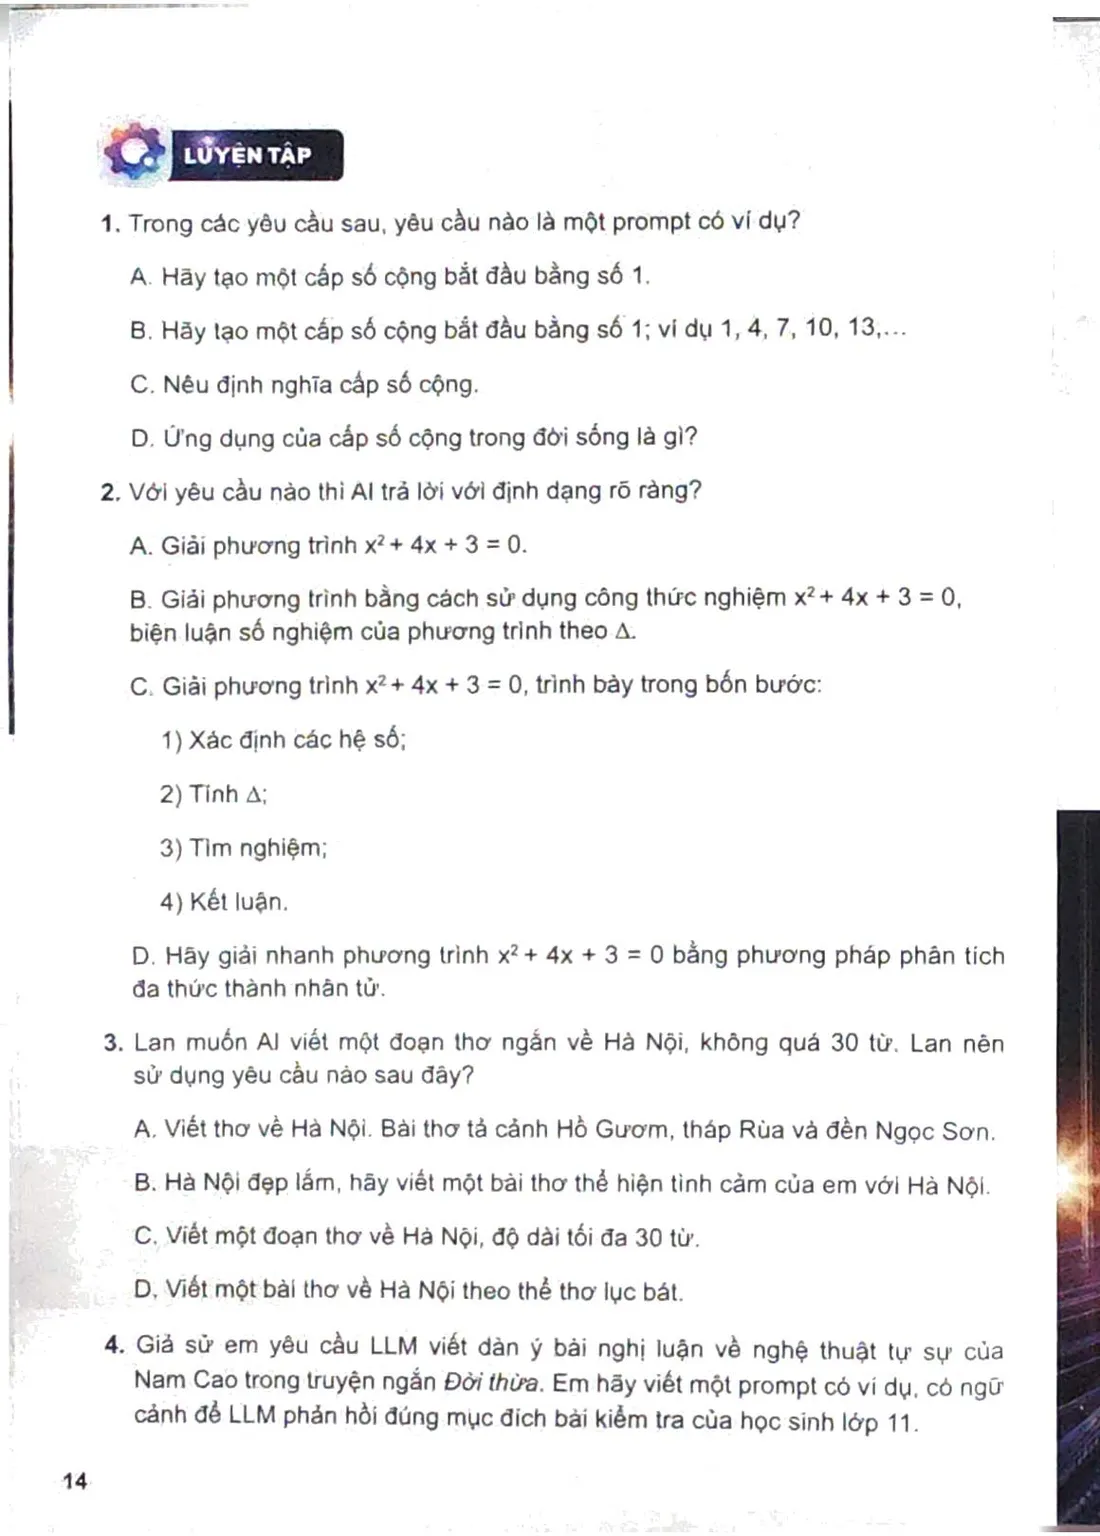 LUYỆN TẬP
1. Trong các yêu cầu sau, yêu cầu nào là một prompt có ví dụ?
A. Hãy tạo một cấp số cộng bắt đầu bằng số 1.
B. Hãy tạo một cấp số cộng bắt đầu bằng số 1; ví dụ 1, 4, 7, 10, 13,...
C. Nêu định nghĩa cấp số cộng.
D. Ứng dụng của cấp số cộng trong đời sống là gì?
2. Với yêu cầu nào thì AI trả lời với định dạng rõ ràng?
A. Giải phương trình x² + 4x + 3 = 0.
B. Giải phương trình bằng cách sử dụng công thức nghiệm x² + 4x + 3 = 0,
biện luận số nghiệm của phương trình theo Δ.
C. Giải phương trình x² + 4x + 3 = 0, trình bày trong bốn bước:
1) Xác định các hệ số;
2) Tính Δ;
3) Tìm nghiệm;
4) Kết luận.
D. Hãy giải nhanh phương trình x² + 4x + 3 = 0 bằng phương pháp phân tích
đa thức thành nhân tử.
3. Lan muốn AI viết một đoạn thơ ngắn về Hà Nội, không quá 30 từ. Lan nên
sử dụng yêu cầu nào sau đây?
A. Viết thơ về Hà Nội. Bài thơ tả cảnh Hồ Gươm, tháp Rùa và đền Ngọc Sơn.
B. Hà Nội đẹp lắm, hãy viết một bài thơ thể hiện tình cảm của em với Hà Nội.
C. Viết một đoạn thơ về Hà Nội, độ dài tối đa 30 từ.
D. Viết một bài thơ về Hà Nội theo thể thơ lục bát.
4. Giả sử em yêu cầu LLM viết dàn ý bài nghị luận về nghệ thuật tự sự của
Nam Cao trong truyện ngắn Đời thừa. Em hãy viết một prompt có ví dụ, có ngữ
cảnh để LLM phản hồi đúng mục đích bài kiểm tra của học sinh lớp 11.
14